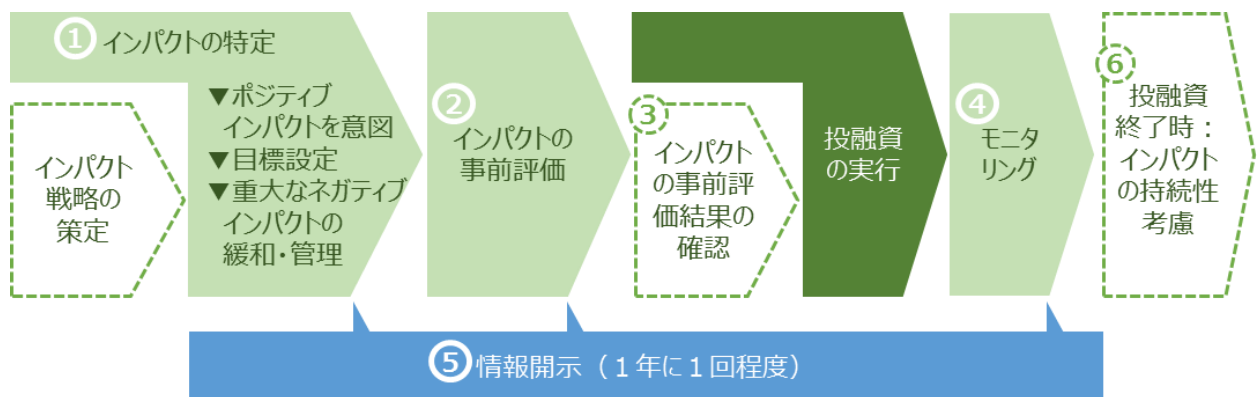 ① インパクトの特定
インパクト
戦略の
策定
▼ポジティブ
インパクトを意図
▼目標設定
▼重大なネガティブ
インパクトの
緩和・管理
②
インパクトの
事前評価
③
インパクト
の事前評
価結果の
確認
投融資
の実行
④
モニタ
リング
⑥
投融資
終了時：
インパクト
の持続性
考慮
⑤ 情報開示（１年に１回程度）